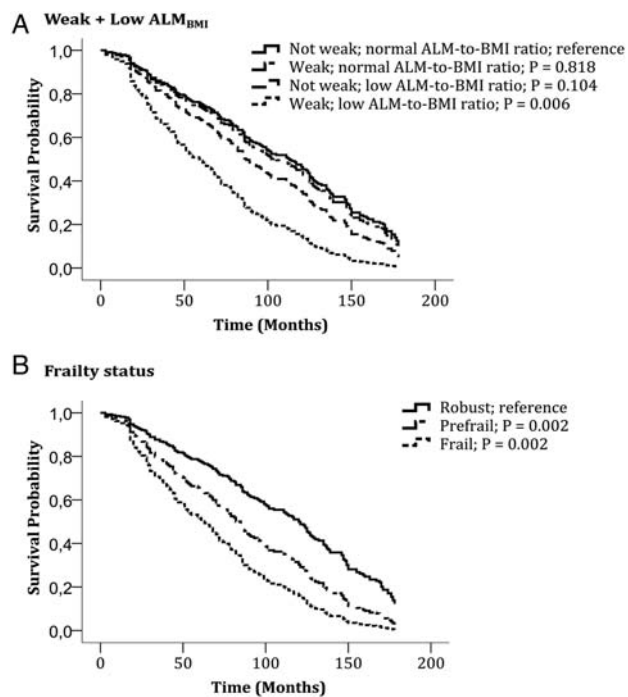 A Weak + Low ALMBMI
Not weak; normal ALM-to-BMI ratio; reference
Weak; normal ALM-to-BMI ratio; P = 0.818
Not weak; low ALM-to-BMI ratio; P = 0.104
Weak; low ALM-to-BMI ratio; P = 0.006
Survival Probability
1,0
0,8
0,6
0,4
0,2
0,0
0 50 100 150 200
Time (Months)
B Frailty status
Robust; reference
Prefrail; P = 0.002
Frail; P = 0.002
Survival Probability
1,0
0,8
0,6
0,4
0,2
0,0
0 50 100 150 200
Time (Months)